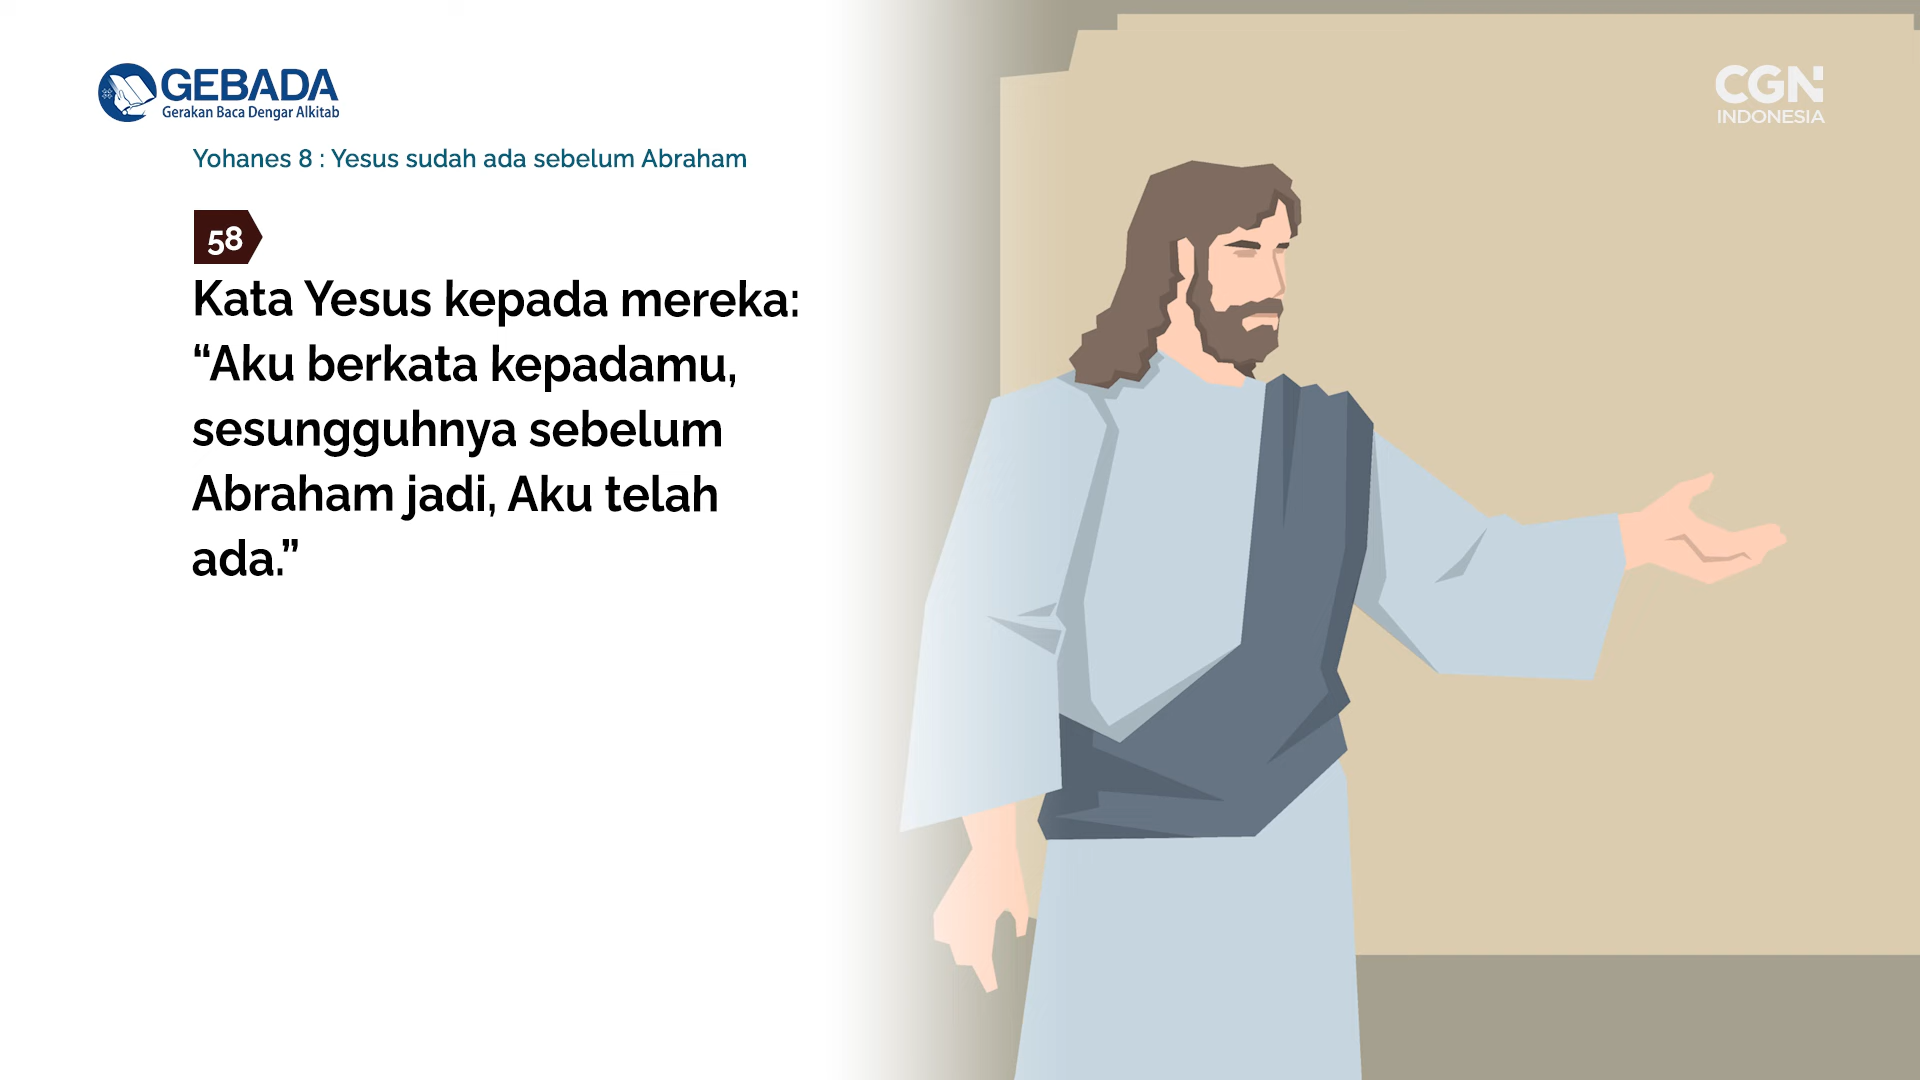 GEBADA
Gerakan Baca Dengar Alkitab
CGN
INDONESIA
Yohanes 8 : Yesus sudah ada sebelum Abraham
58
Kata Yesus kepada mereka:
“Aku berkata kepadamu,
sesungguhnya sebelum
Abraham jadi, Aku telah
ada.”